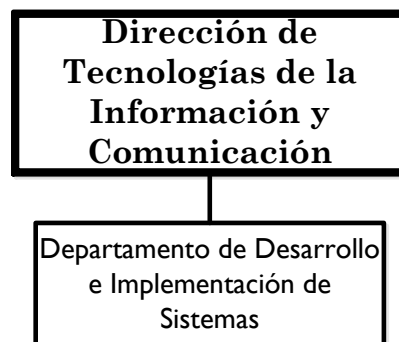 Dirección de
Tecnologías de la
Información y
Comunicación
Departamento de Desarrollo
e Implementación de
Sistemas